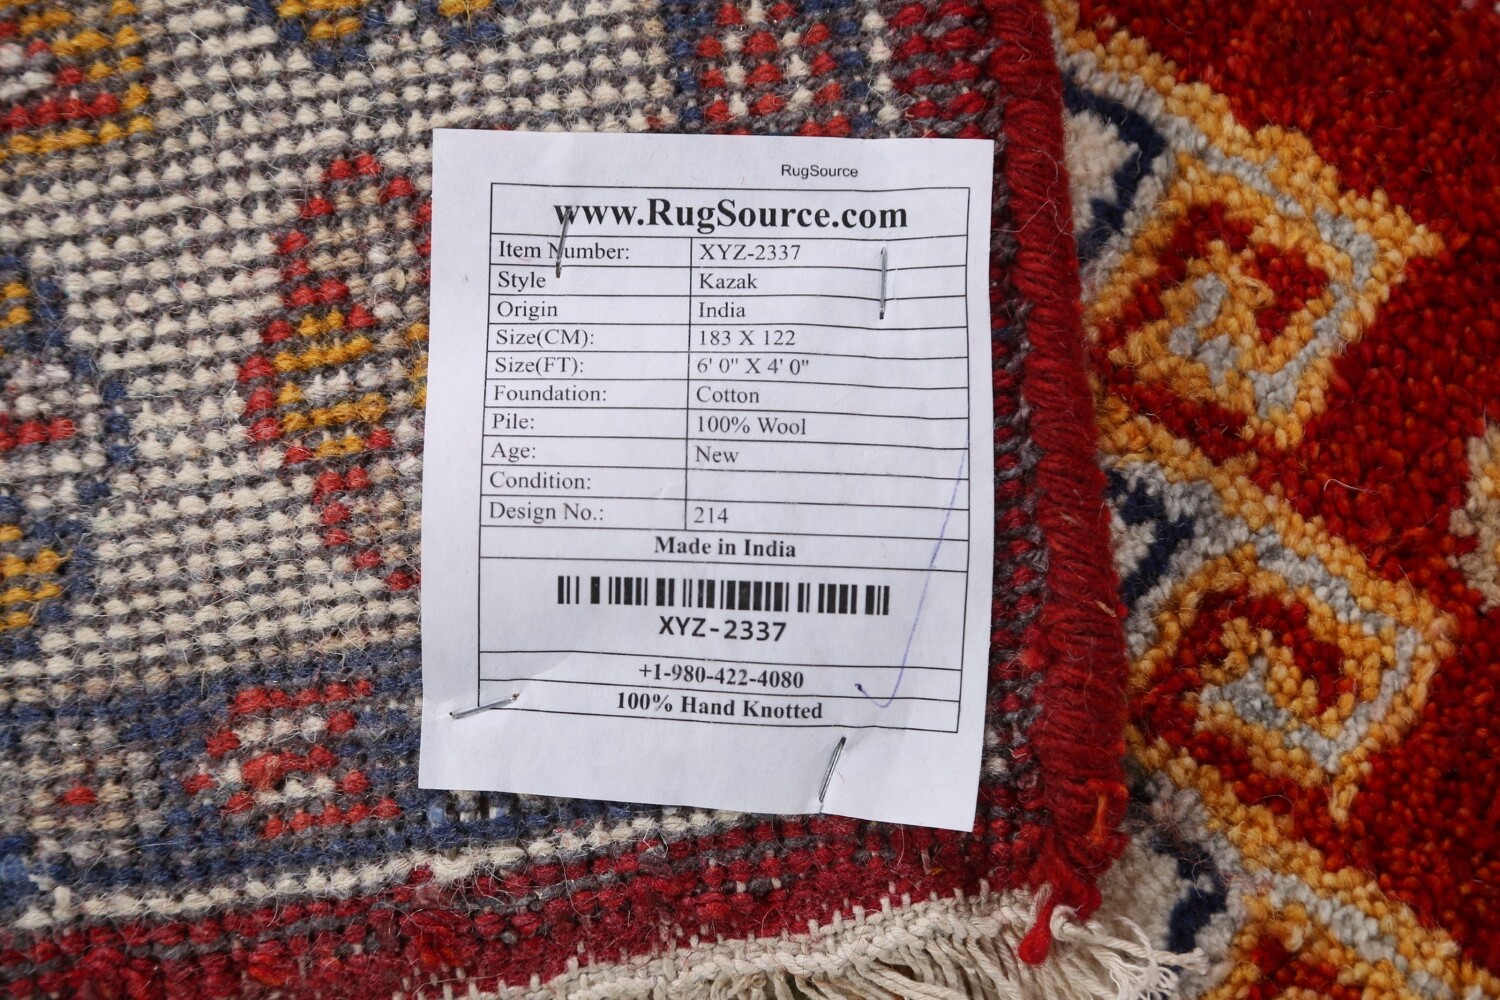 RugSource
www.RugSource.com
Item Number: XYZ-2337
Style Kazak
Origin India
Size(CM): 183 X 122
Size(FT): 6' 0" X 4' 0"
Foundation: Cotton
Pile: 100% Wool
Age: New
Condition:
Design No.: 214
Made in India
XYZ-2337
+1-980-422-4080
100% Hand Knotted